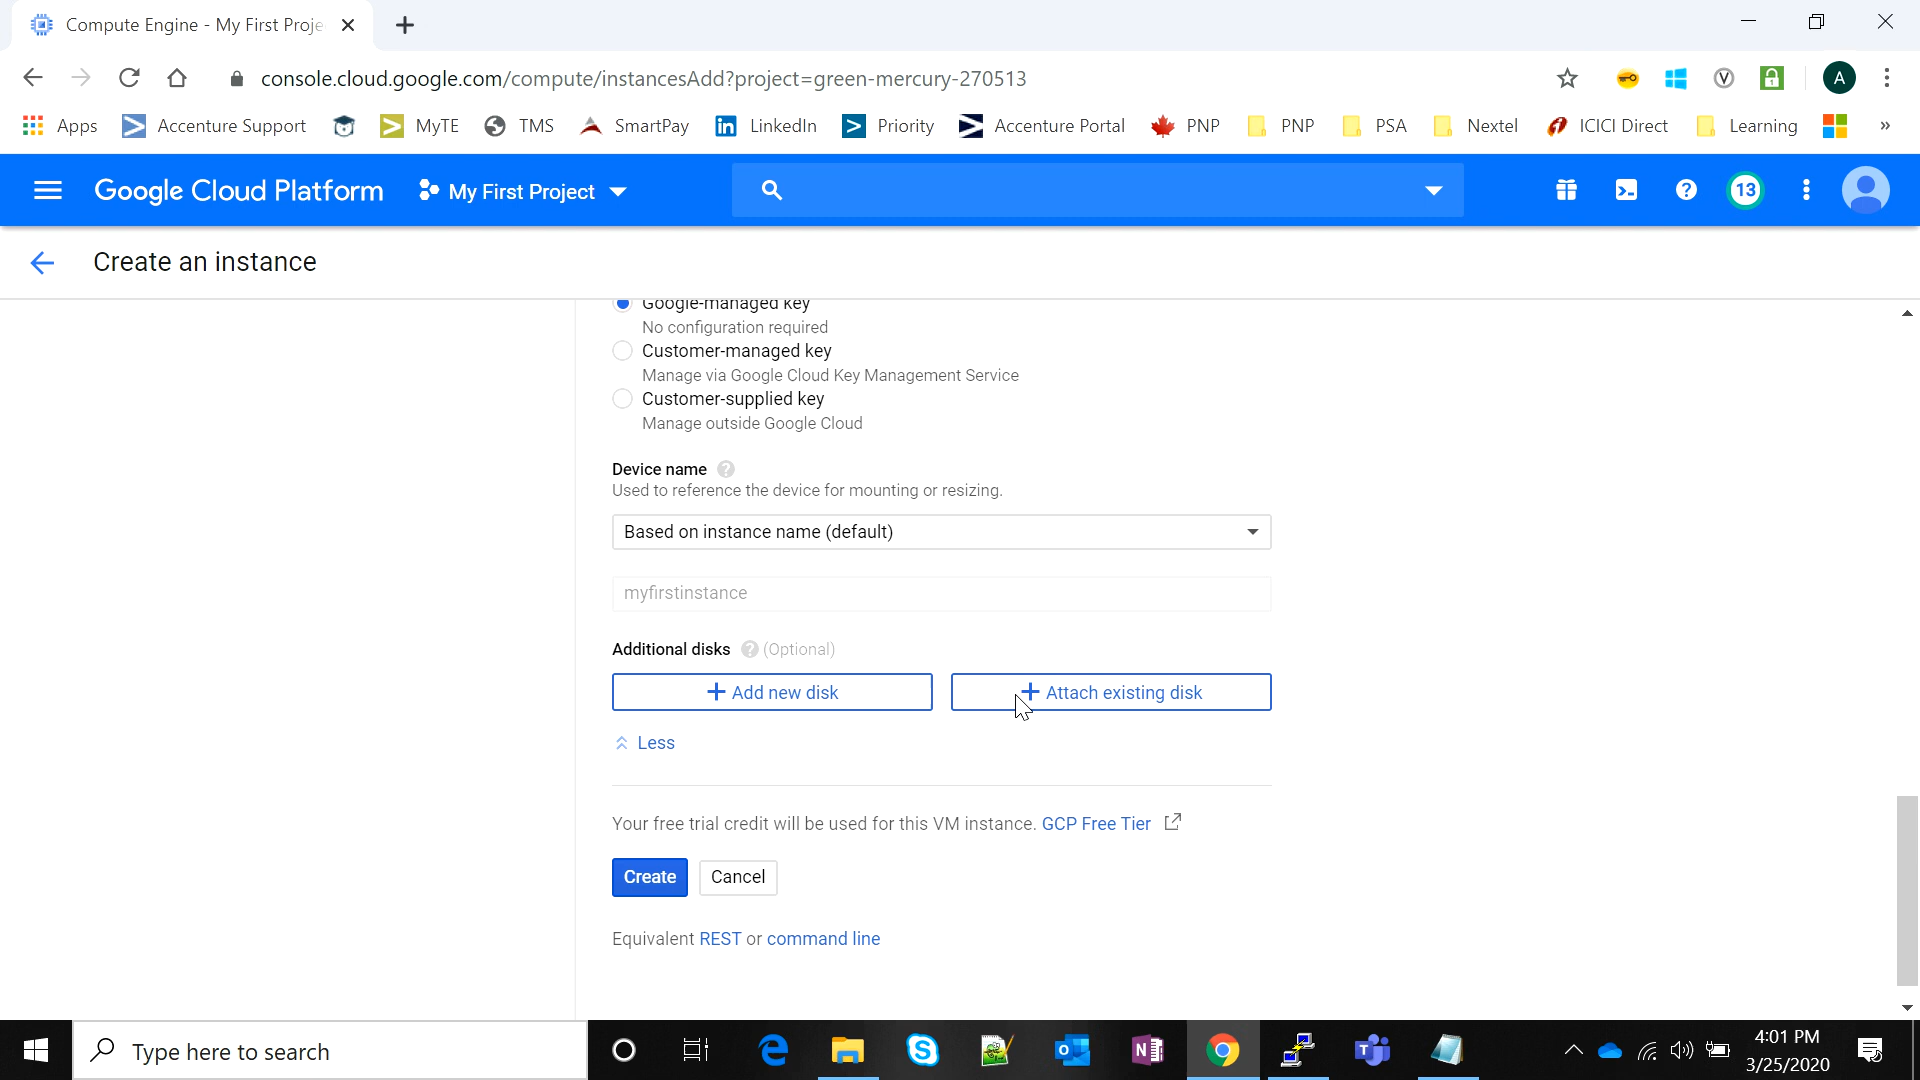 Compute Engine - My First Proje
console.cloud.google.com/compute/instancesAdd?project=green-mercury-270513
A
Apps
Accenture Support
MyTE
TMS
SmartPay
LinkedIn
Priority
Accenture Portal
PNP
PNP
PSA
Nextel
ICICI Direct
Learning
»
Google Cloud Platform
My First Project
13
Create an instance
Google-managed key
No configuration required
Customer-managed key
Manage via Google Cloud Key Management Service
Customer-supplied key
Manage outside Google Cloud
Device name
Used to reference the device for mounting or resizing.
Based on instance name (default)
myfirstinstance
Additional disks (Optional)
+ Add new disk
+ Attach existing disk
Less
Your free trial credit will be used for this VM instance. GCP Free Tier
Create
Cancel
Equivalent REST or command line
Type here to search
4:01 PM
3/25/2020